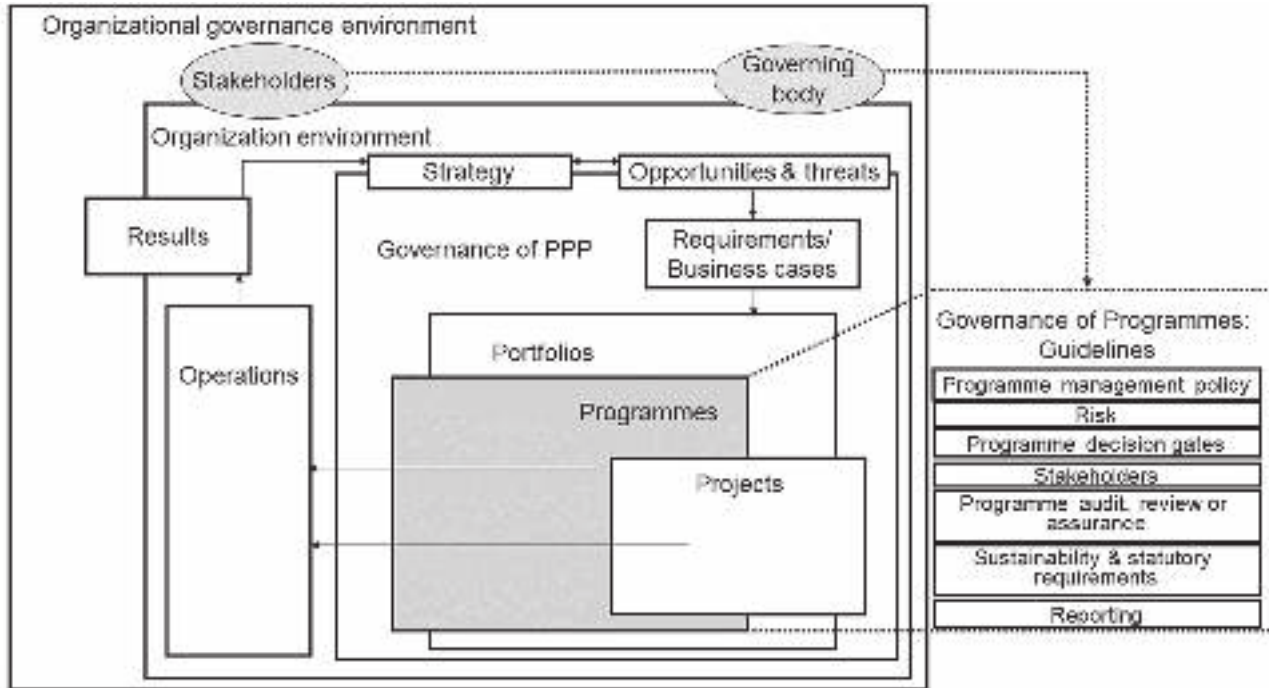 Organizational governance environment
Stakeholders
Governing
body
Organization environment
Strategy
Opportunities & threats
Results
Governance of PPP
Requirements/
Business cases
Portfolios
Operations
Programmes
Projects
Governance of Programmes:
Guidelines
Programme management policy
Risk
Programme decision gates
Stakeholders
Programme audit, review or
assurance
Sustainability & statutory
requirements
Reporting